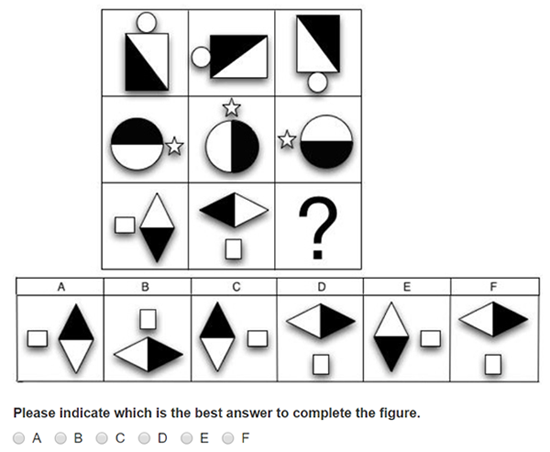 ?
A B C D E F
Please indicate which is the best answer to complete the figure.
A B C D E F